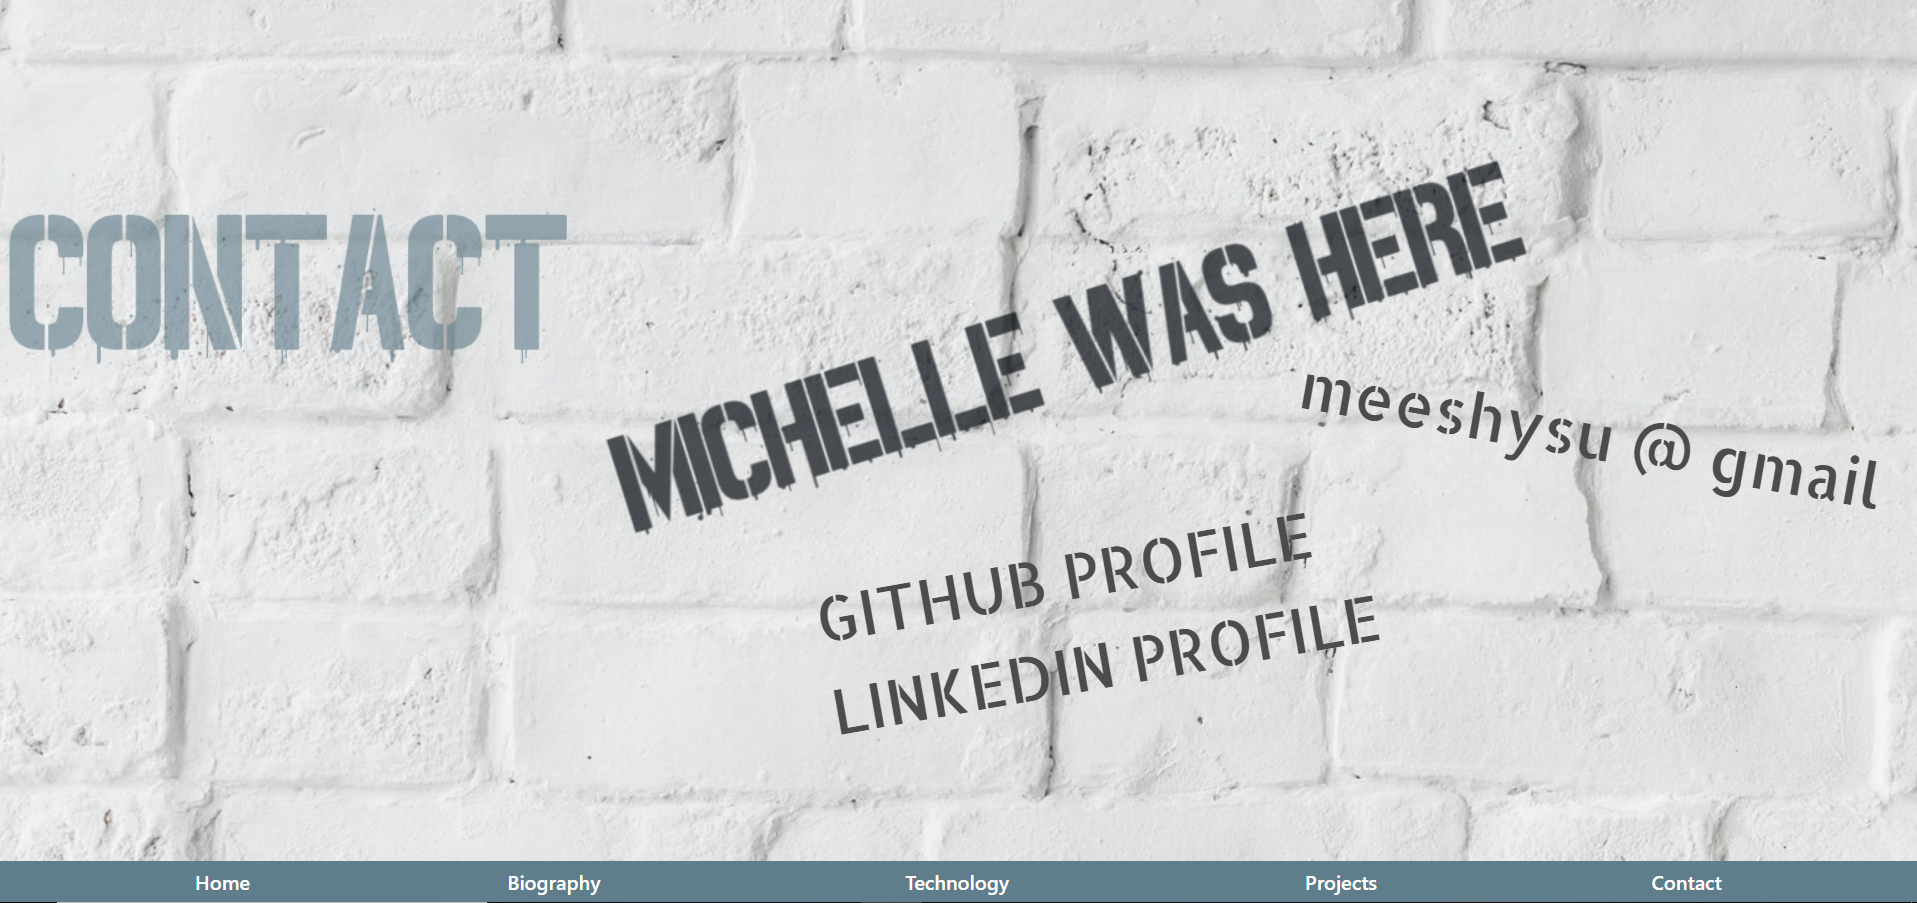 CONTACT
MICHELLE WAS HERE
meeshysu @ gmail
GITHUB PROFILE
LINKEDIN PROFILE
Home
Biography
Technology
Projects
Contact